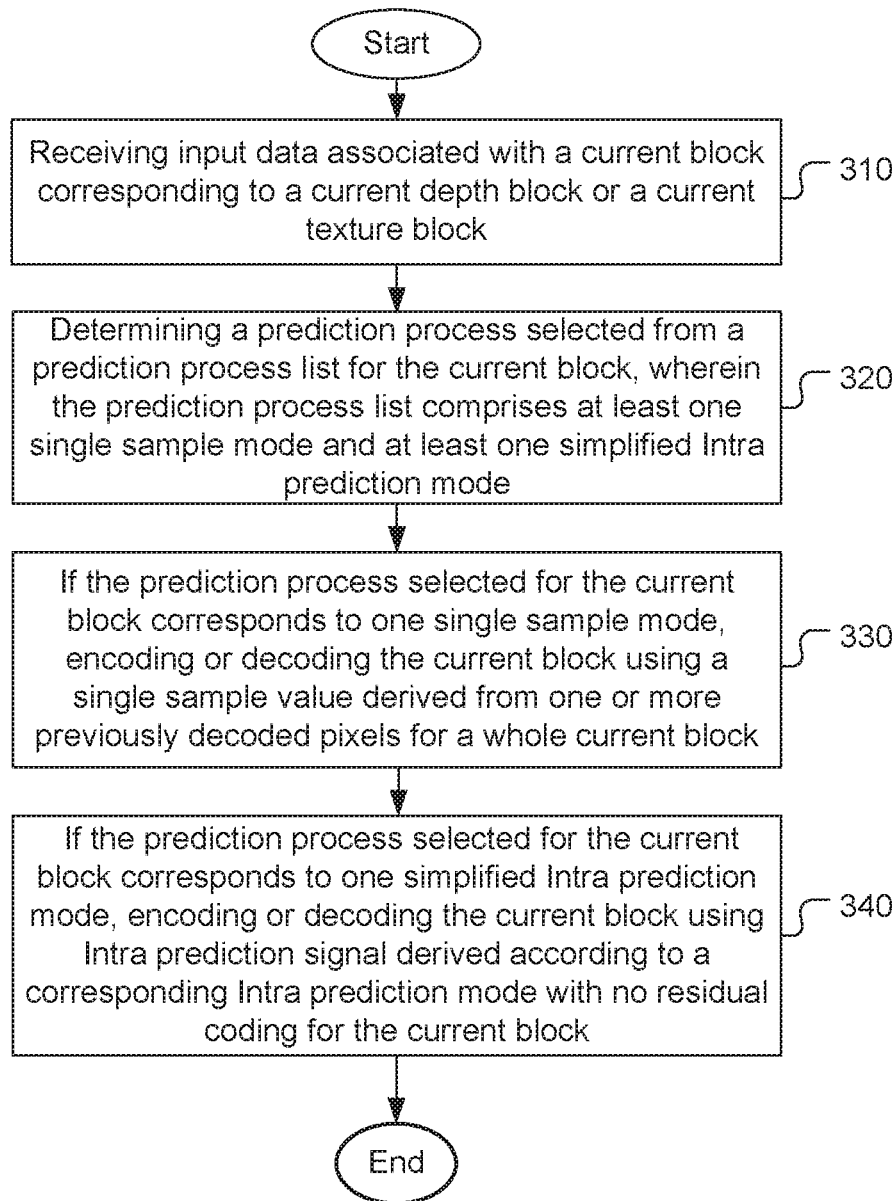 Start
Receiving input data associated with a current block
corresponding to a current depth block or a current
texture block
310
Determining a prediction process selected from a
prediction process list for the current block, wherein
the prediction process list comprises at least one
single sample mode and at least one simplified Intra
prediction mode
320
If the prediction process selected for the current
block corresponds to one single sample mode,
encoding or decoding the current block using a
single sample value derived from one or more
previously decoded pixels for a whole current block
330
If the prediction process selected for the current
block corresponds to one simplified Intra prediction
mode, encoding or decoding the current block using
Intra prediction signal derived according to a
corresponding Intra prediction mode with no residual
coding for the current block
340
End